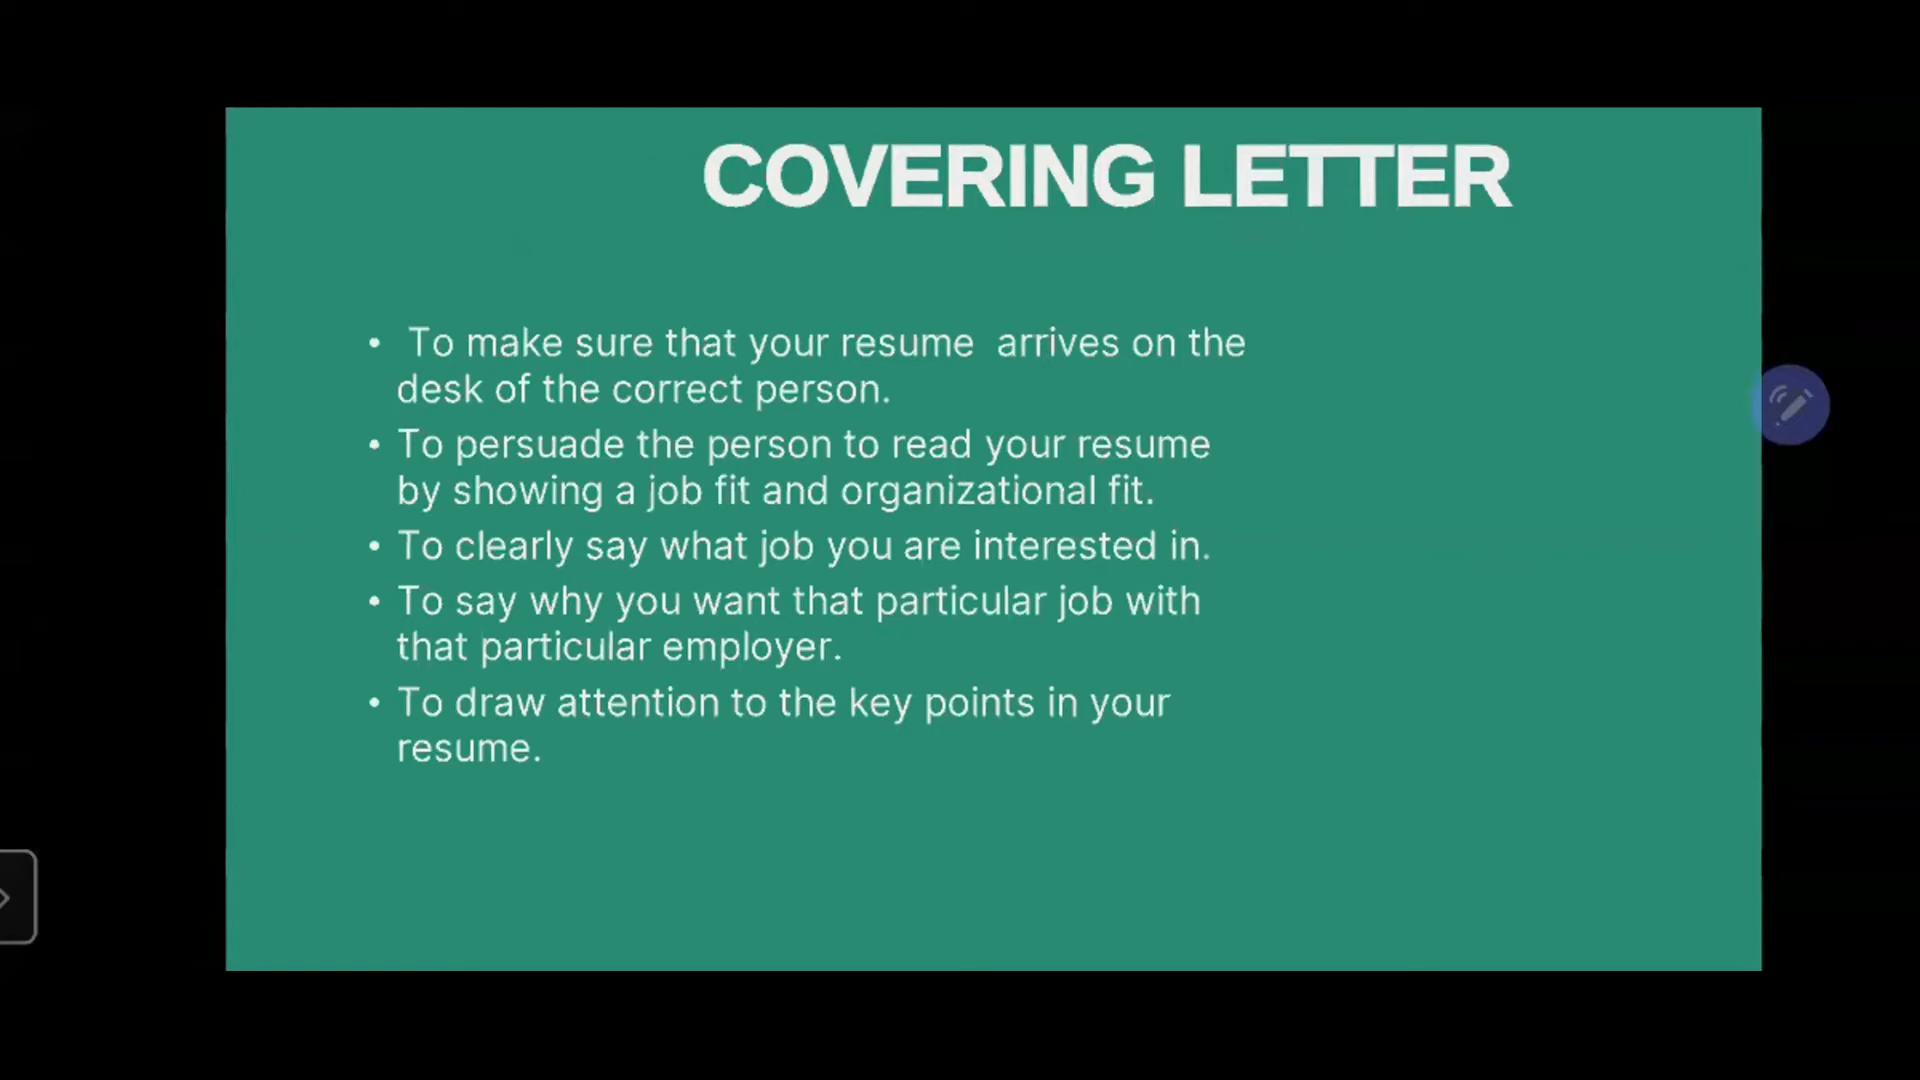 COVERING LETTER
• To make sure that your resume arrives on the
desk of the correct person.
• To persuade the person to read your resume
by showing a job fit and organizational fit.
• To clearly say what job you are interested in.
• To say why you want that particular job with
that particular employer.
• To draw attention to the key points in your
resume.